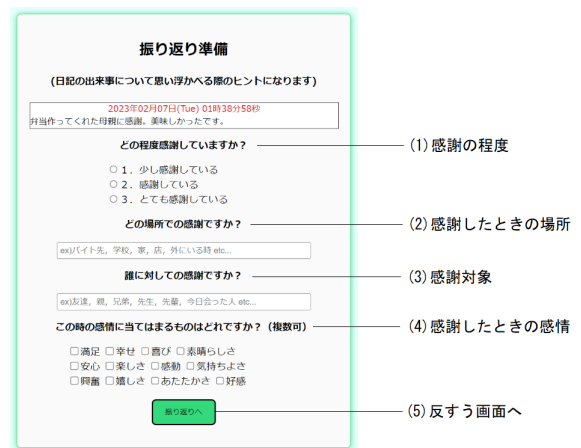 振り返り準備
(日記の出来事について思い浮かべる際のヒントになります)
2023年02月07日(Tue) 01時38分58秒
弁当作ってくれた母親に感謝。美味しかったです。
どの程度感謝していますか？
(1)感謝の程度
1．少し感謝している
2．感謝している
3．とても感謝している
どの場所での感謝ですか？
(2)感謝したときの場所
ex)バイト先，学校，家，店，外にいる時 etc...
誰に対しての感謝ですか？
(3)感謝対象
ex)友達，親，兄弟，先生，先輩，今日会った人 etc...
この時の感情に当てはまるものはどれですか？（複数可）
(4)感謝したときの感情
満足 幸せ 喜び 素晴らしさ
安心 楽しさ 感動 気持ちよさ
興奮 嬉しさ あたたかさ 好感
振り返りへ
(5)反すう画面へ